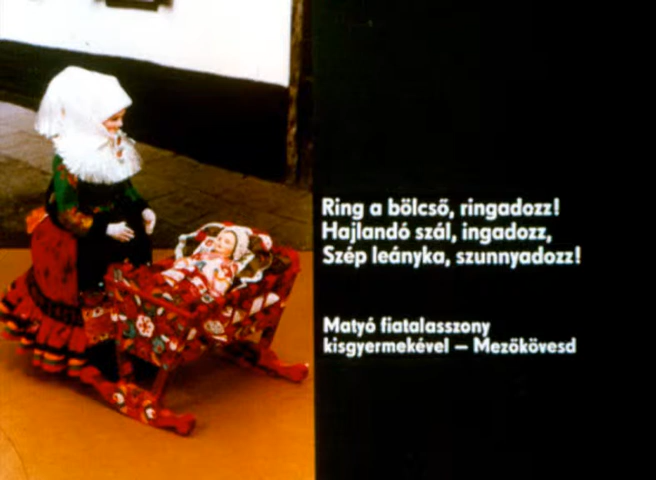 Ring a bölcső, ringadozz!
Hajlandó szál, ingadozz,
Szép leányka, szunnyadozz!
Matyó fiatalasszony
kisgyermekével — Mezőkövesd